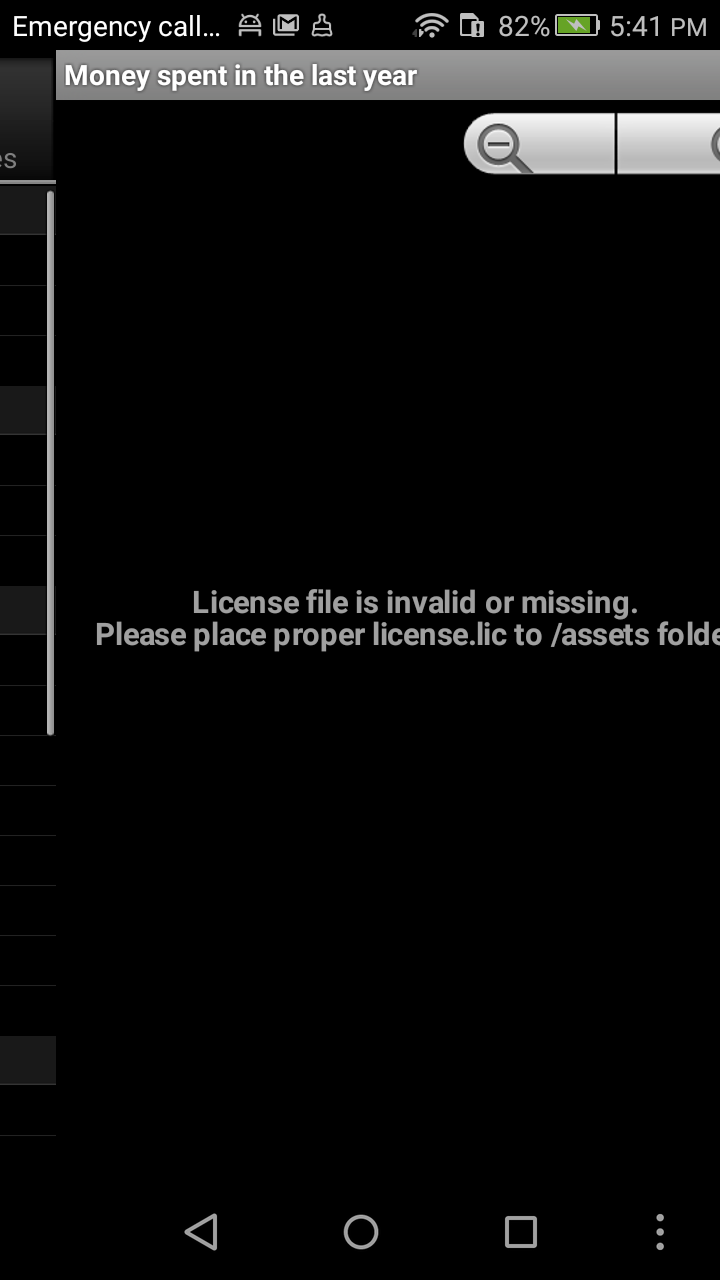 Emergency call... 82% 5:41 PM
Money spent in the last year
es
License file is invalid or missing.
Please place proper license.lic to /assets folde